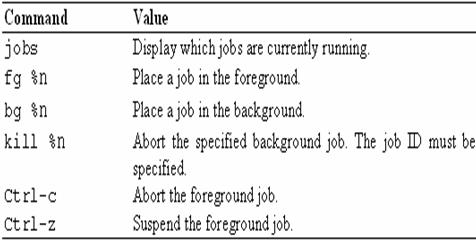 Command Value
jobs Display which jobs are currently running.
fg %n Place a job in the foreground.
bg %n Place a job in the background.
kill %n Abort the specified background job. The job ID must be
specified.
Ctrl-c Abort the foreground job.
Ctrl-z Suspend the foreground job.